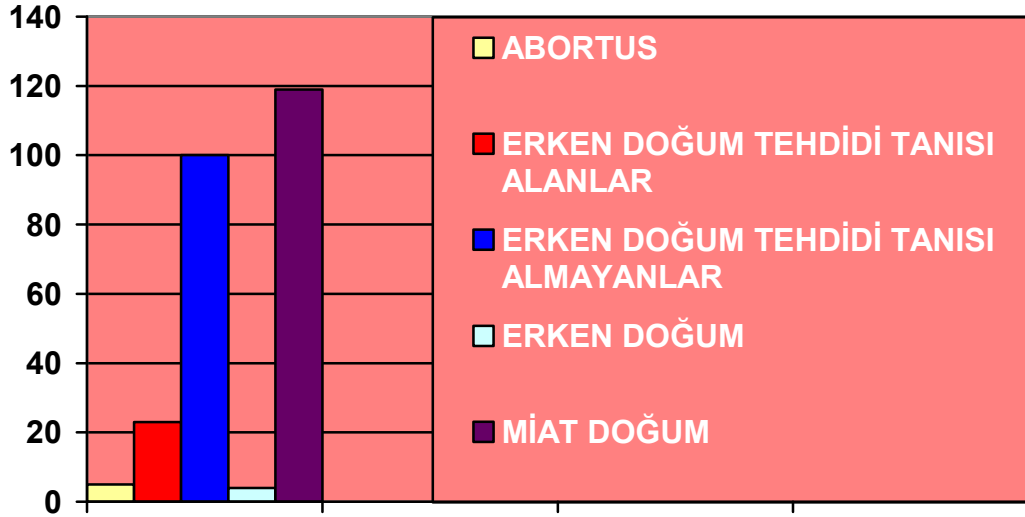 140
120
100
80
60
40
20
0
ABORTUS
ERKEN DOĞUM TEHDİDİ TANISI
ALANLAR
ERKEN DOĞUM TEHDİDİ TANISI
ALMAYANLAR
ERKEN DOĞUM
MİAT DOĞUM